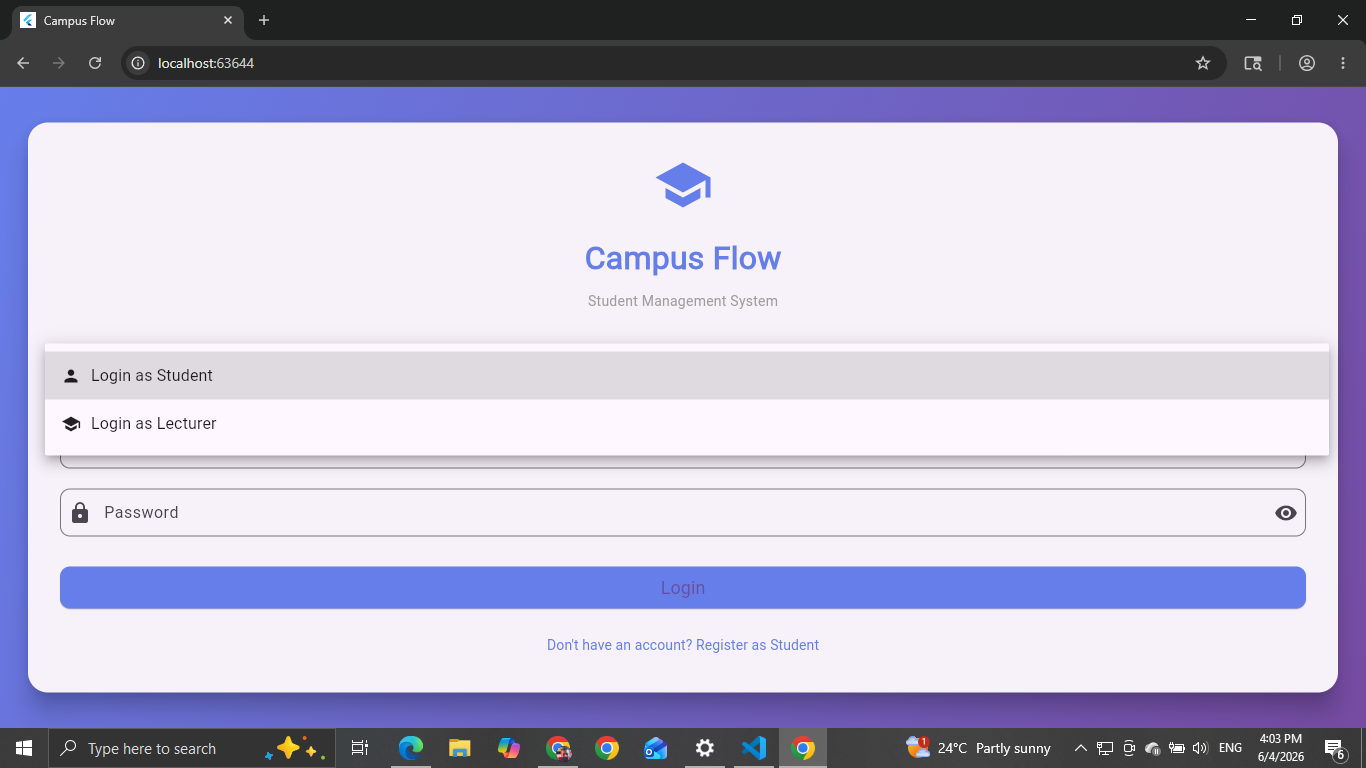 Campus Flow
localhost:63644
Campus Flow
Student Management System
Login as Student
Login as Lecturer
Password
Login
Don't have an account? Register as Student
Type here to search
1
24°C Partly sunny
ENG
4:03 PM
6/4/2026
6